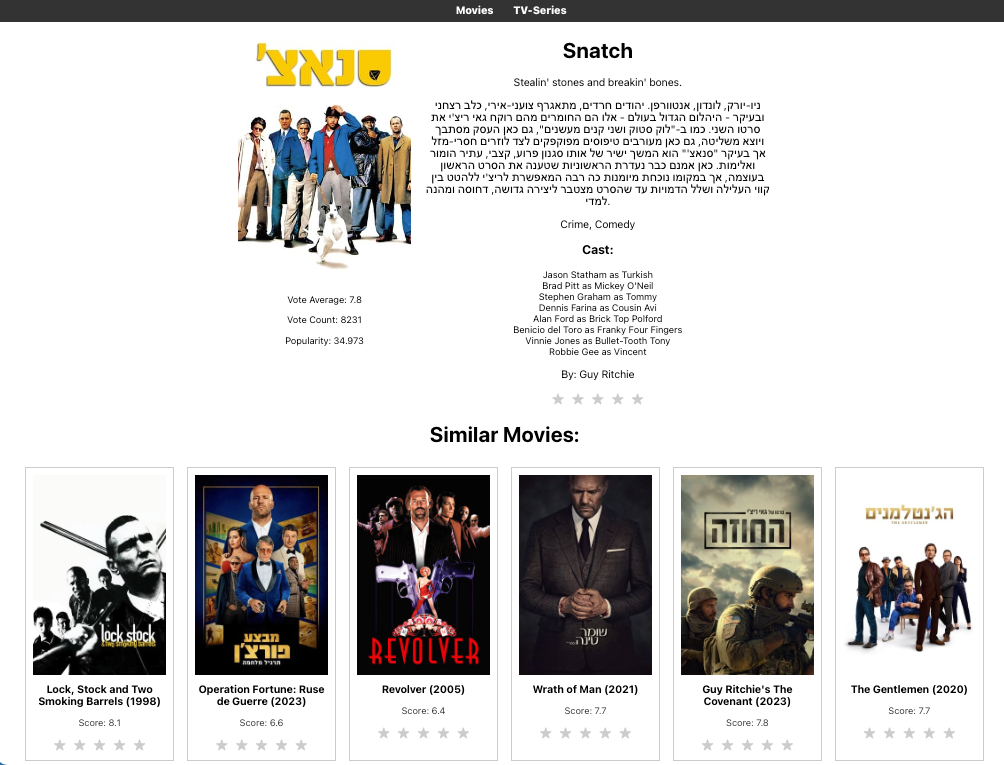 Movies TV-Series
סנאצ'
Snatch
Stealin' stones and breakin' bones.
ניו-יורק, לונדון, אנטוורפן. יהודים חרדים, מתאגרף צועני-אירי, כלב רצחני
ובעיקר - היהלום הגדול בעולם - אלו הם החומרים מהם רוקח גאי ריצ'י את
סרטו השני. כמו ב-"לוק סטוק ושני קנים מעשנים", גם כאן העסק מסתבך
ויוצא משליטה, גם כאן מעורבים טיפוסים מפוקפקים לצד לוזרים חסרי-מזל
אך בעיקר "סנאצ'" הוא המשך ישיר של אותו סגנון פרוע, קצבי, עתיר הומור
ואלימות. כאן אמנם כבר נעדרת הראשוניות שטענה את הסרט הראשון
בעוצמה, אך במקומו נוכחת מיומנות כה רבה המאפשרת לריצ'י ללהטט בין
קווי העלילה ושלל הדמויות עד שהסרט מצטבר ליצירה גדושה, דחוסה ומהנה
למדי.
Crime, Comedy
Cast:
Jason Statham as Turkish
Brad Pitt as Mickey O'Neil
Stephen Graham as Tommy
Dennis Farina as Cousin Avi
Alan Ford as Brick Top Polford
Benicio del Toro as Franky Four Fingers
Vinnie Jones as Bullet-Tooth Tony
Robbie Gee as Vincent
By: Guy Ritchie
Vote Average: 7.8
Vote Count: 8231
Popularity: 34.973
Similar Movies:
lock stock
& two smoking barrels
Lock, Stock and Two
Smoking Barrels (1998)
Score: 8.1
מבצע
פורצ'ן
תרגיל מלחמה
Operation Fortune: Ruse
de Guerre (2023)
Score: 6.6
REVOLVER
Revolver (2005)
Score: 6.4
שומר
Wrath of Man (2021)
Score: 7.7
סרטו של גאי ריצ'י
החוזה
Guy Ritchie's The
Covenant (2023)
Score: 7.8
הג'נטלמנים
THE GENTLEMEN
The Gentlemen (2020)
Score: 7.7